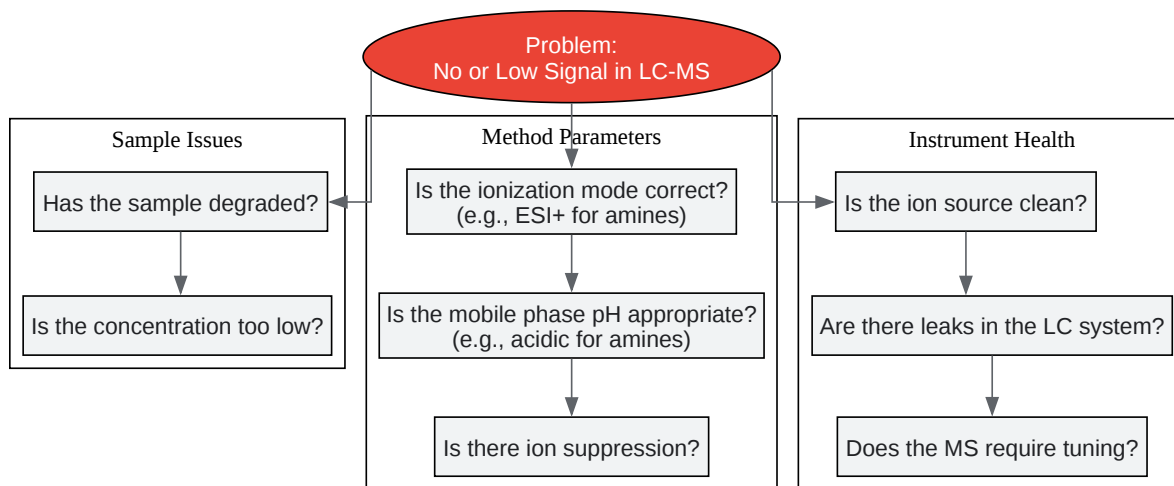 Problem:
No or Low Signal in LC-MS
Sample Issues
Has the sample degraded?
Is the concentration too low?
Method Parameters
Is the ionization mode correct?
(e.g., ESI+ for amines)
Is the mobile phase pH appropriate?
(e.g., acidic for amines)
Is there ion suppression?
Instrument Health
Is the ion source clean?
Are there leaks in the LC system?
Does the MS require tuning?